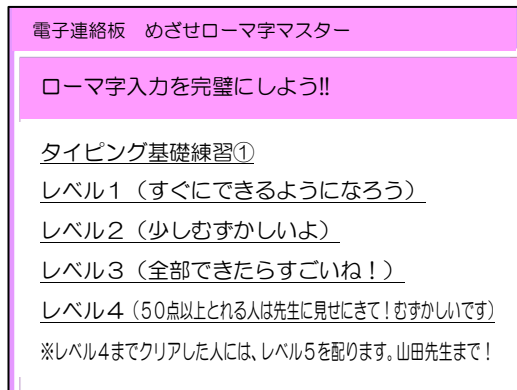 電子連絡板　めざせローマ字マスター
ローマ字入力を完璧にしよう!!
タイピング基礎練習①
レベル１（すぐにできるようになろう）
レベル２（少しむずかしいよ）
レベル３（全部できたらすごいね！）
レベル４（５０点以上とれる人は先生に見せにきて！むずかしいです）
※レベル４までクリアした人には、レベル５を配ります。山田先生まで！